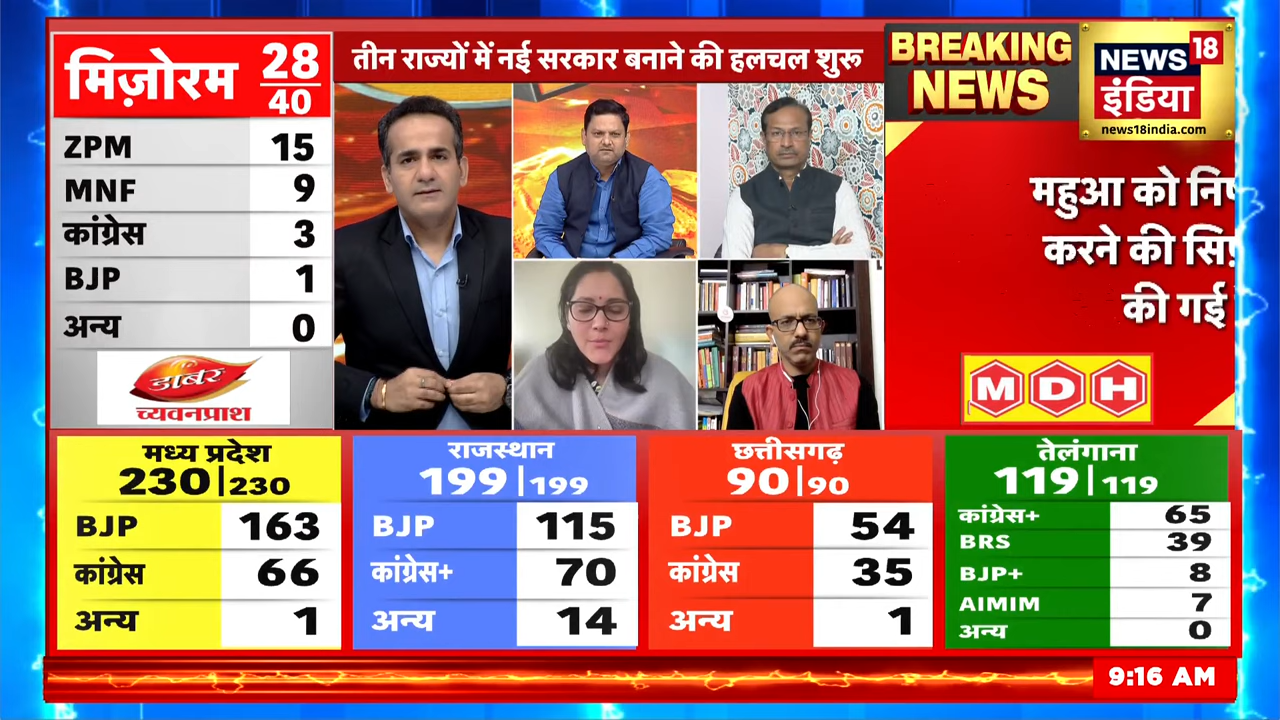 मिज़ोरम 28
40
ZPM 15
MNF 9
कांग्रेस 3
BJP 1
अन्य 0
डाबर
च्यवनप्राश
तीन राज्यों में नई सरकार बनाने की हलचल शुरू
BREAKING
NEWS
NEWS 18
इंडिया
news18india.com
महुआ को
करने की
की गई
MDH
मध्य प्रदेश
230|230
BJP 163
कांग्रेस 66
अन्य 1
राजस्थान
199|199
BJP 115
कांग्रेस+ 70
अन्य 14
छत्तीसगढ़
90|90
BJP 54
कांग्रेस 35
अन्य 1
तेलंगाना
119|119
कांग्रेस+ 65
BRS 39
BJP+ 8
AIMIM 7
अन्य 0
9:16 AM